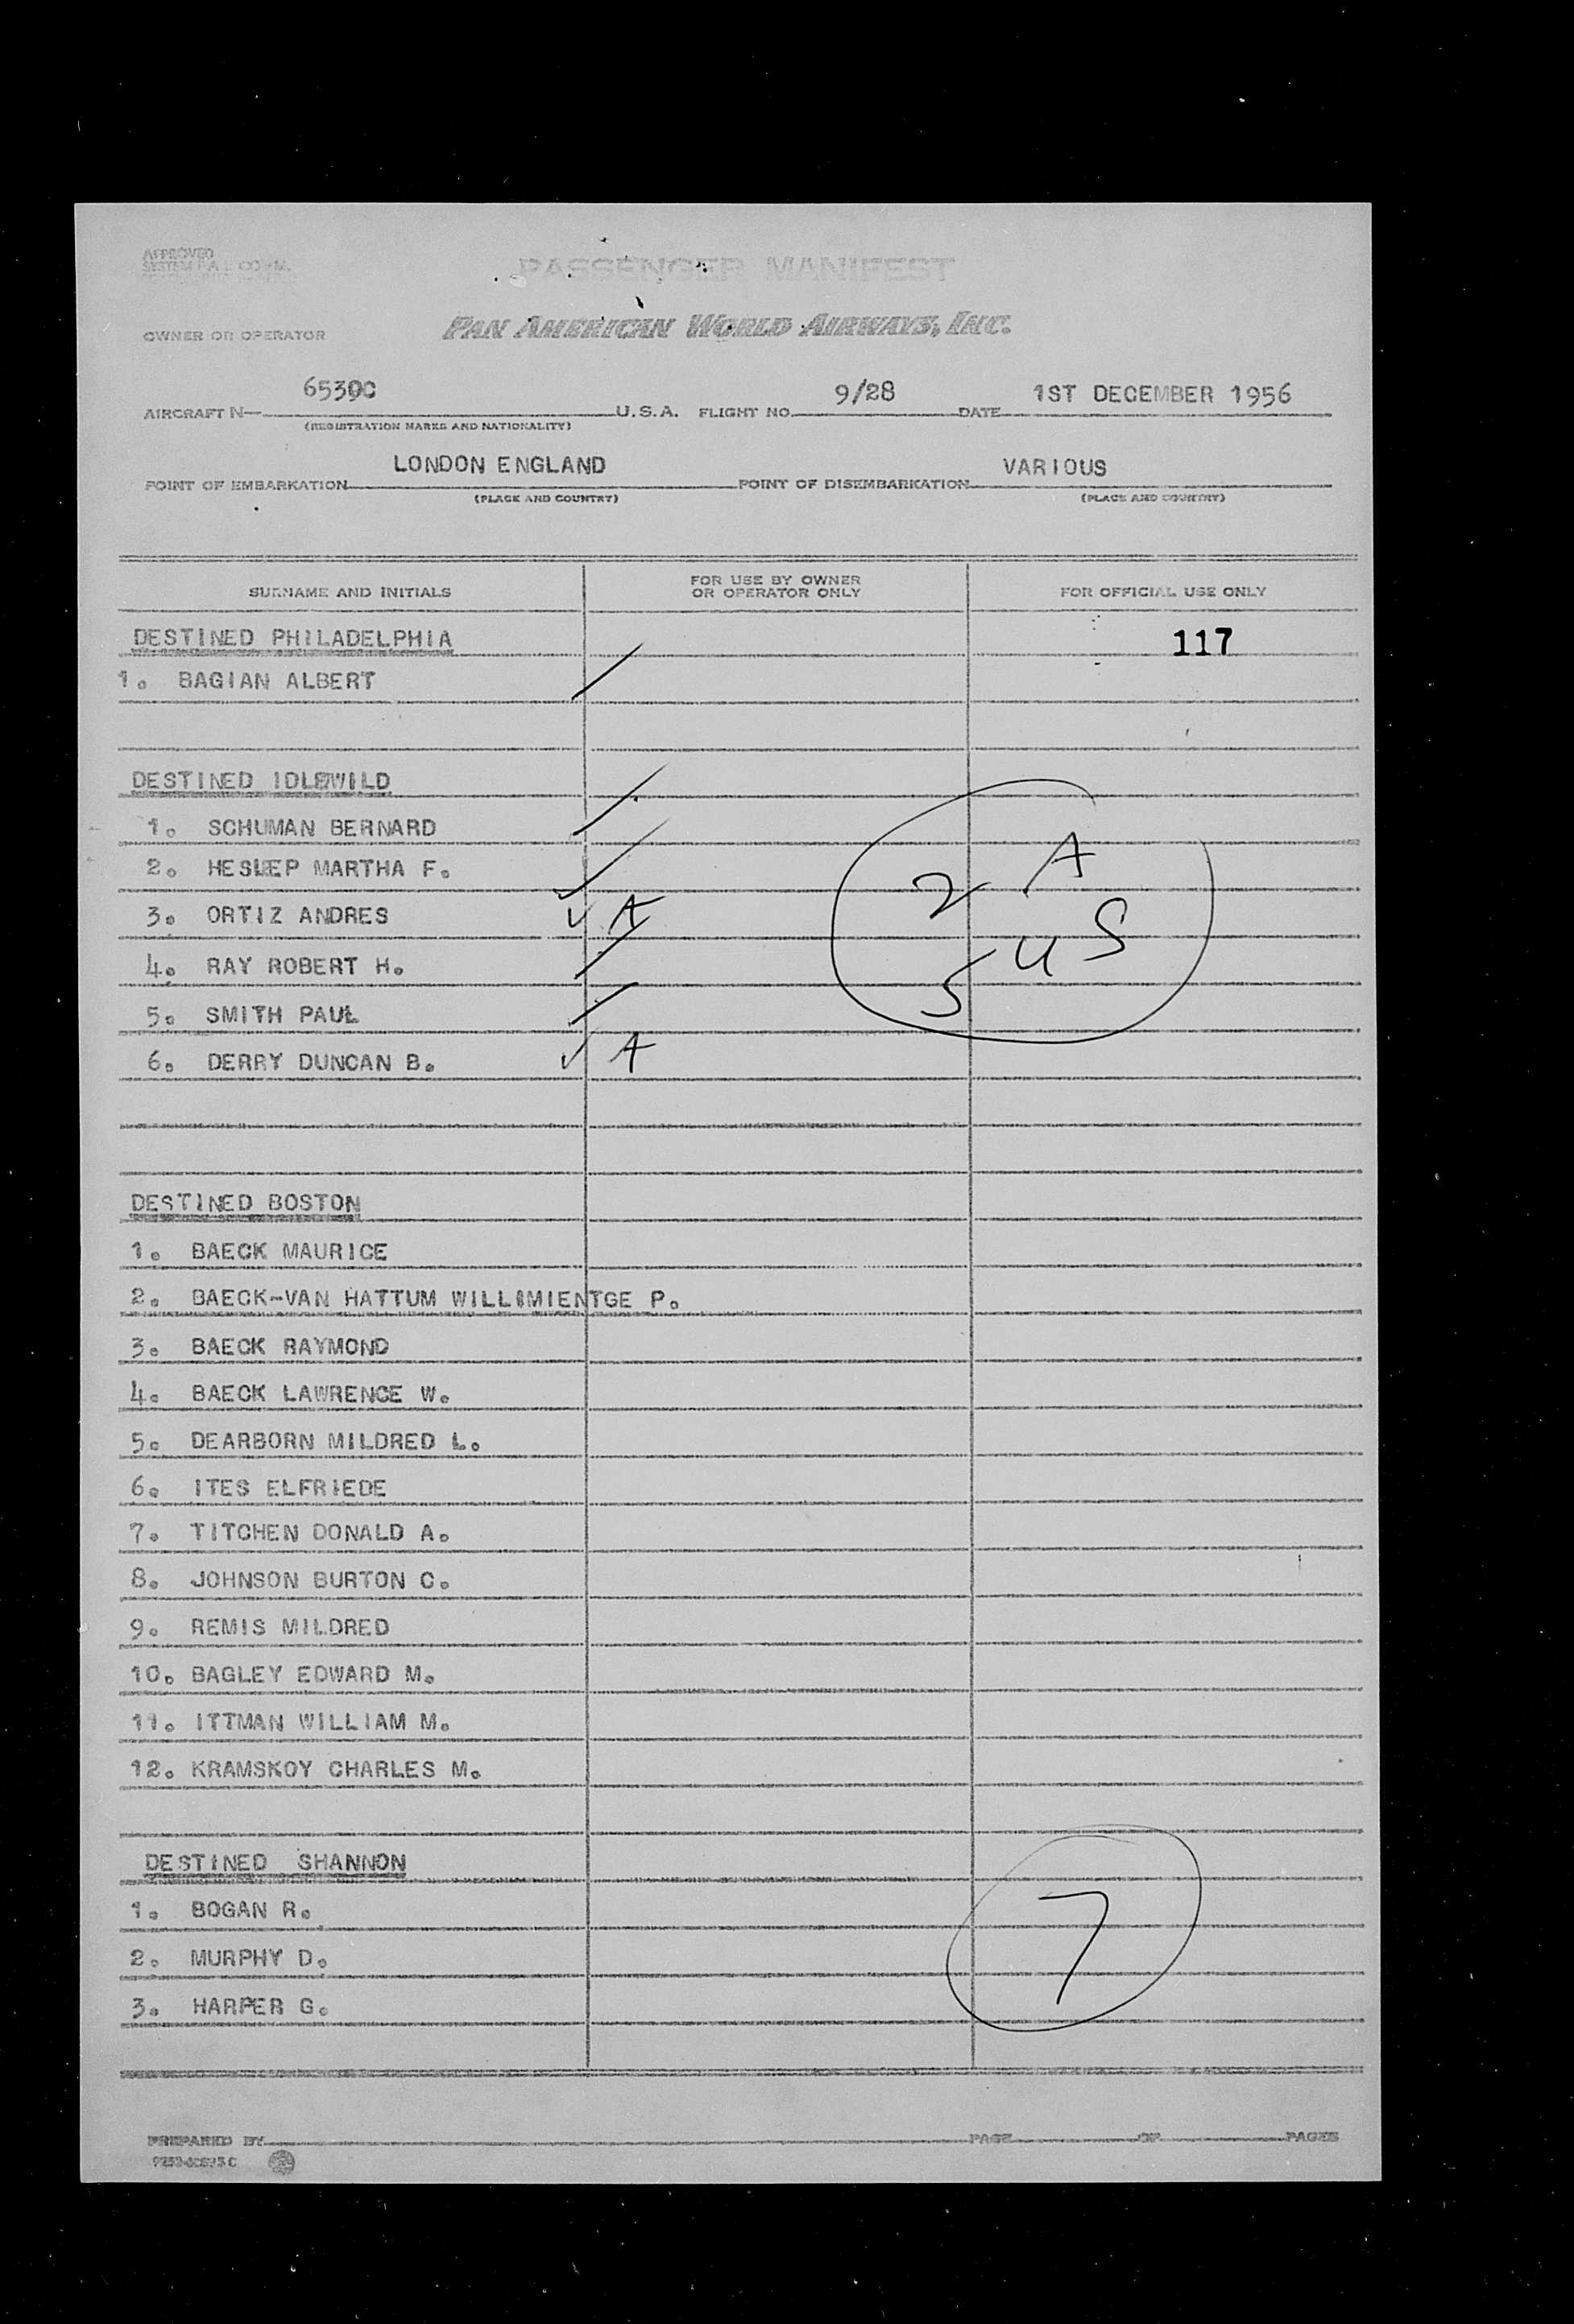 APPROVED
PASSENGER MANIFEST
OWNER OR OPERATOR PAN AMERICAN WORLD AIRWAYS, INC.
AIRCRAFT N— 6539C U.S.A. FLIGHT NO. 9/28 DATE 1ST DECEMBER 1956
(REGISTRATION MARKS AND NATIONALITY)
POINT OF EMBARKATION LONDON ENGLAND POINT OF DISEMBARKATION VARIOUS
(PLACE AND COUNTRY) (PLACE AND COUNTRY)
SURNAME AND INITIALS FOR USE BY OWNER OR OPERATOR ONLY FOR OFFICIAL USE ONLY
DESTINED PHILADELPHIA 117
1. BAGIAN ALBERT
DESTINED IDLEWILD
1. SCHUMAN BERNARD
2. HESLEP MARTHA F.
2 A
3. ORTIZ ANDRES A
5 US
4. RAY ROBERT H.
5. SMITH PAUL
6. DERRY DUNCAN B. A
DESTINED BOSTON
1. BAECK MAURICE
2. BAECK-VAN HATTUM WILLIMIENTGE P.
3. BAECK RAYMOND
4. BAECK LAWRENCE W.
5. DEARBORN MILDRED L.
6. ITES ELFRIEDE
7. TITCHEN DONALD A.
8. JOHNSON BURTON C.
9. REMIS MILDRED
10. BAGLEY EDWARD M.
11. ITTMAN WILLIAM M.
12. KRAMSKOY CHARLES M.
DESTINED SHANNON
1. BOGAN R.
2. MURPHY D. 7
3. HARPER G.
PREPARED BY PAGE OF PAGES